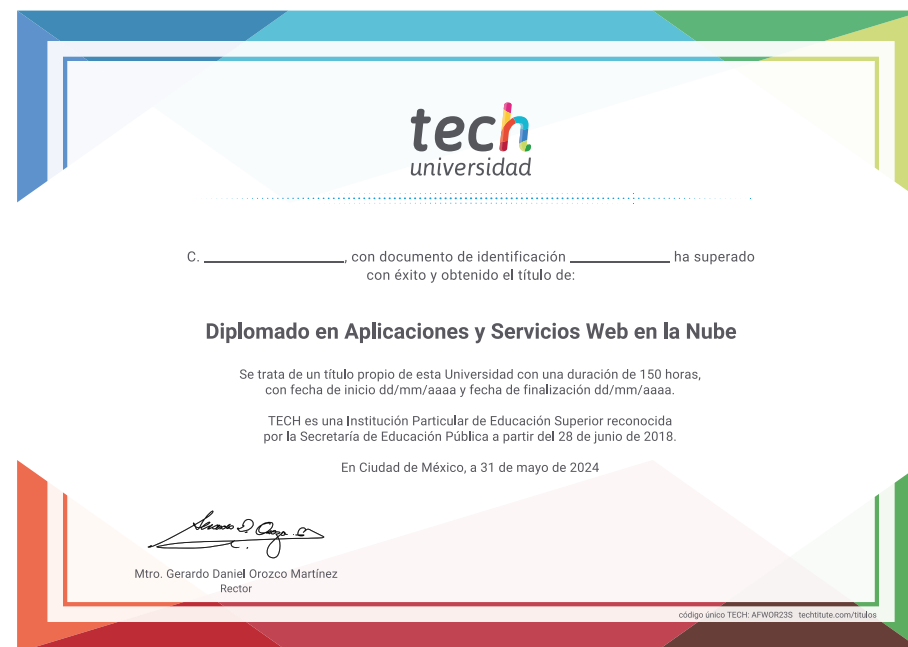 tech
universidad
C. ____________, con documento de identificación ____________ ha superado
con éxito y obtenido el título de:
Diplomado en Aplicaciones y Servicios Web en la Nube
Se trata de un título propio de esta Universidad con una duración de 150 horas,
con fecha de inicio dd/mm/aaaa y fecha de finalización dd/mm/aaaa.
TECH es una Institución Particular de Educación Superior reconocida
por la Secretaría de Educación Pública a partir del 28 de junio de 2018.
En Ciudad de México, a 31 de mayo de 2024
Mtro. Gerardo Daniel Orozco Martínez
Rector
código único TECH: AFWOR23S techtitute.com/titulos